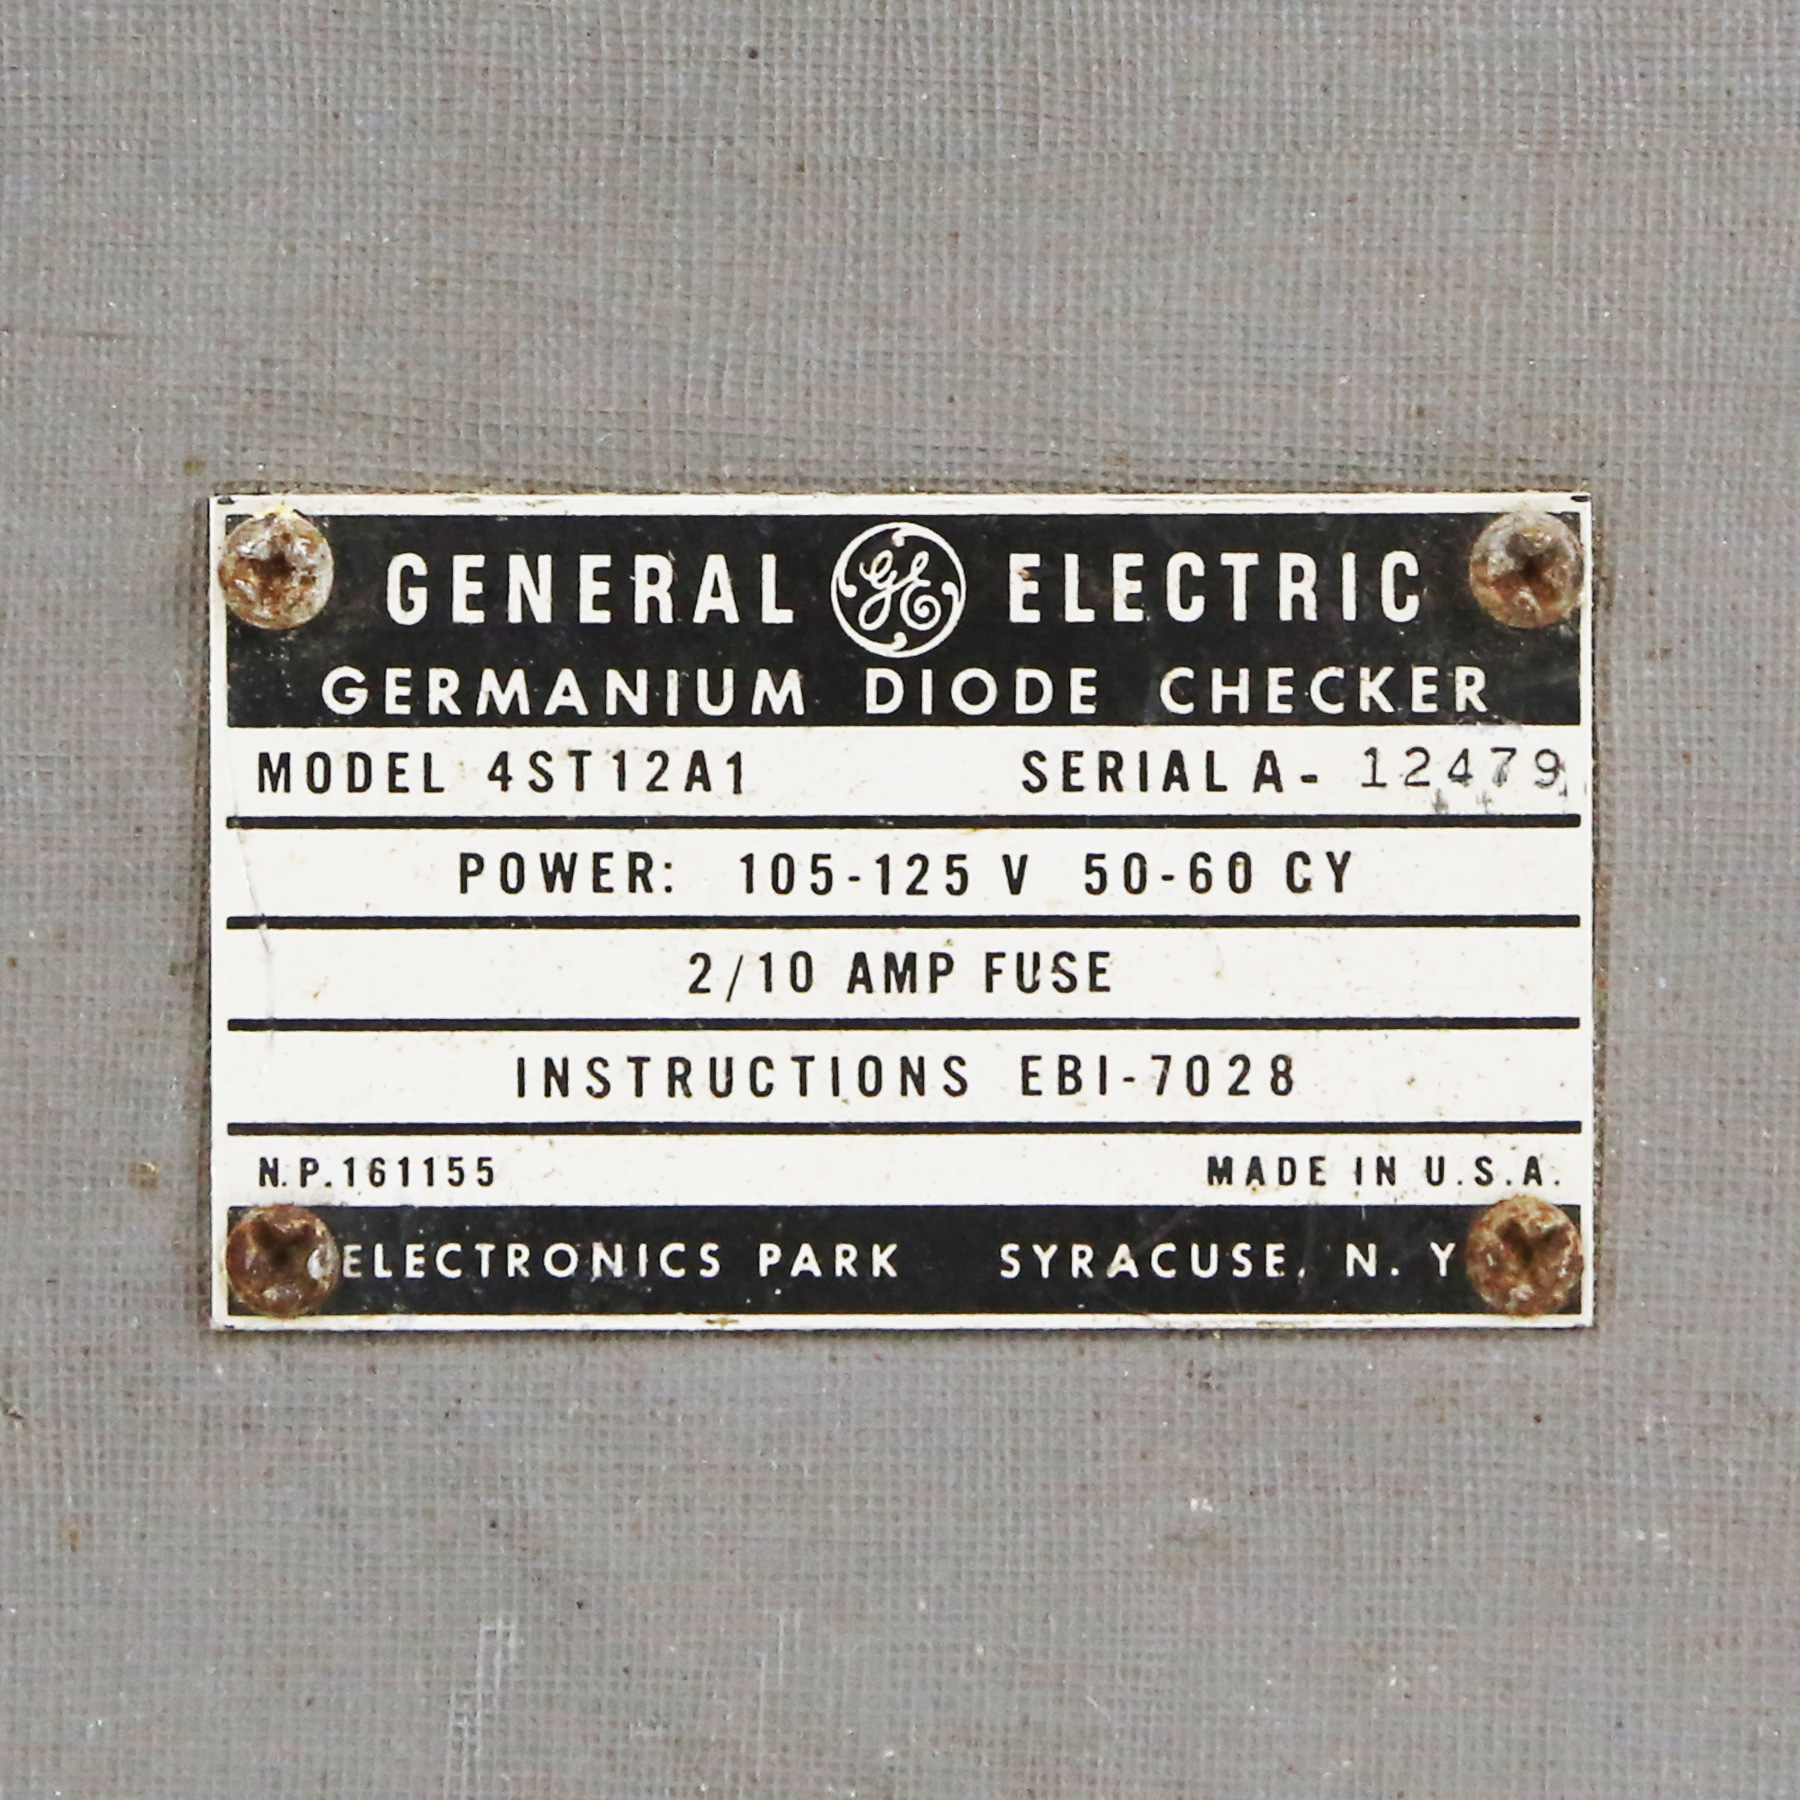 GENERAL GE ELECTRIC
GERMANIUM DIODE CHECKER
MODEL 4ST12A1 SERIAL A- 12479
POWER: 105-125 V 50-60 CY
2/10 AMP FUSE
INSTRUCTIONS EBI-7028
N.P.161155 MADE IN U.S.A.
ELECTRONICS PARK SYRACUSE, N. Y